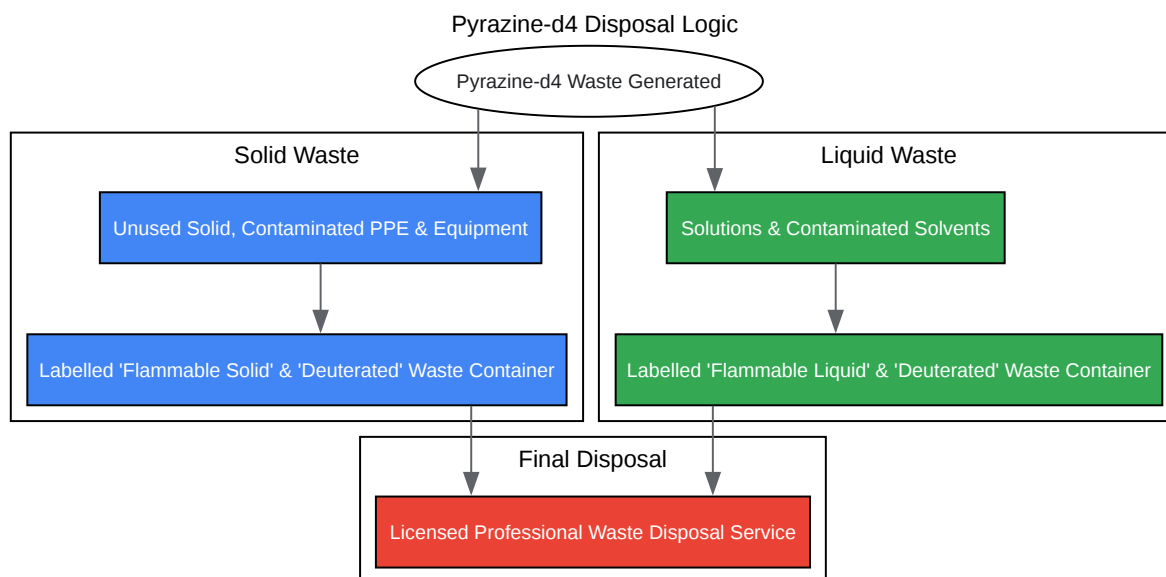 Pyrazine-d4 Disposal Logic
Pyrazine-d4 Waste Generated
Solid Waste
Liquid Waste
Unused Solid, Contaminated PPE & Equipment
Solutions & Contaminated Solvents
Labelled 'Flammable Solid' & 'Deuterated' Waste Container
Labelled 'Flammable Liquid' & 'Deuterated' Waste Container
Final Disposal
Licensed Professional Waste Disposal Service